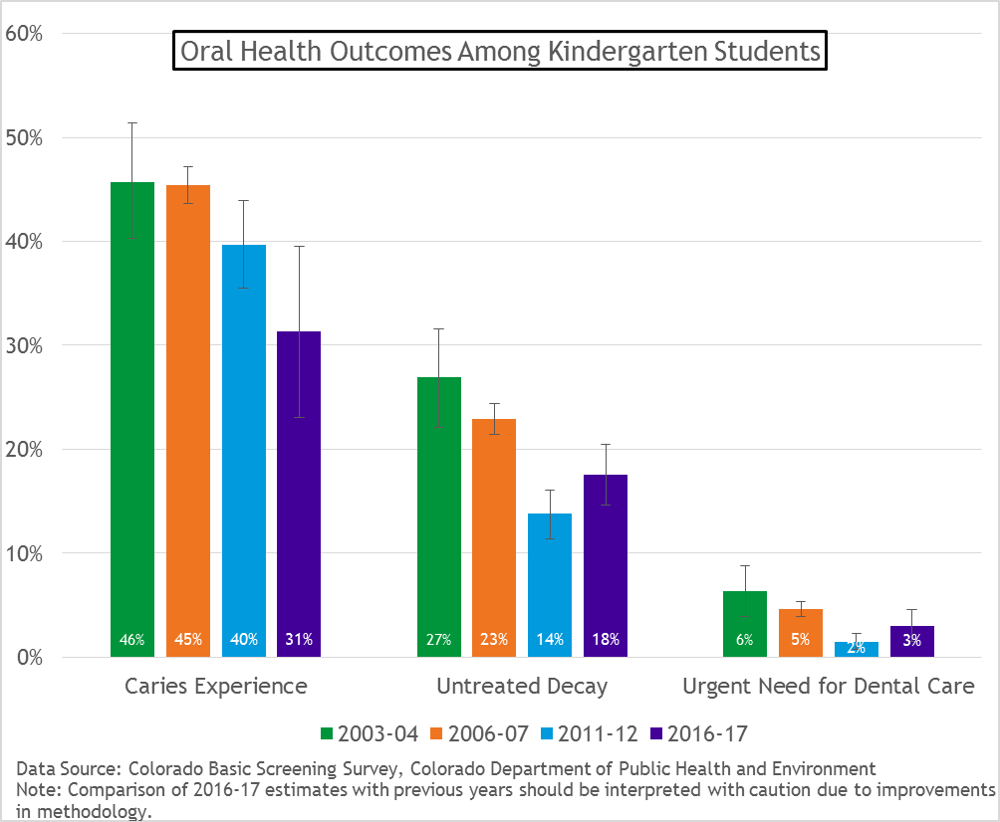 Oral Health Outcomes Among Kindergarten Students
60%
50%
40%
30%
20%
10%
0%
46% 45% 40% 31% 27% 23% 14% 18% 6% 5% 2% 3%
Caries Experience Untreated Decay Urgent Need for Dental Care
2003-04 2006-07 2011-12 2016-17
Data Source: Colorado Basic Screening Survey, Colorado Department of Public Health and Environment
Note: Comparison of 2016-17 estimates with previous years should be interpreted with caution due to improvements
in methodology.